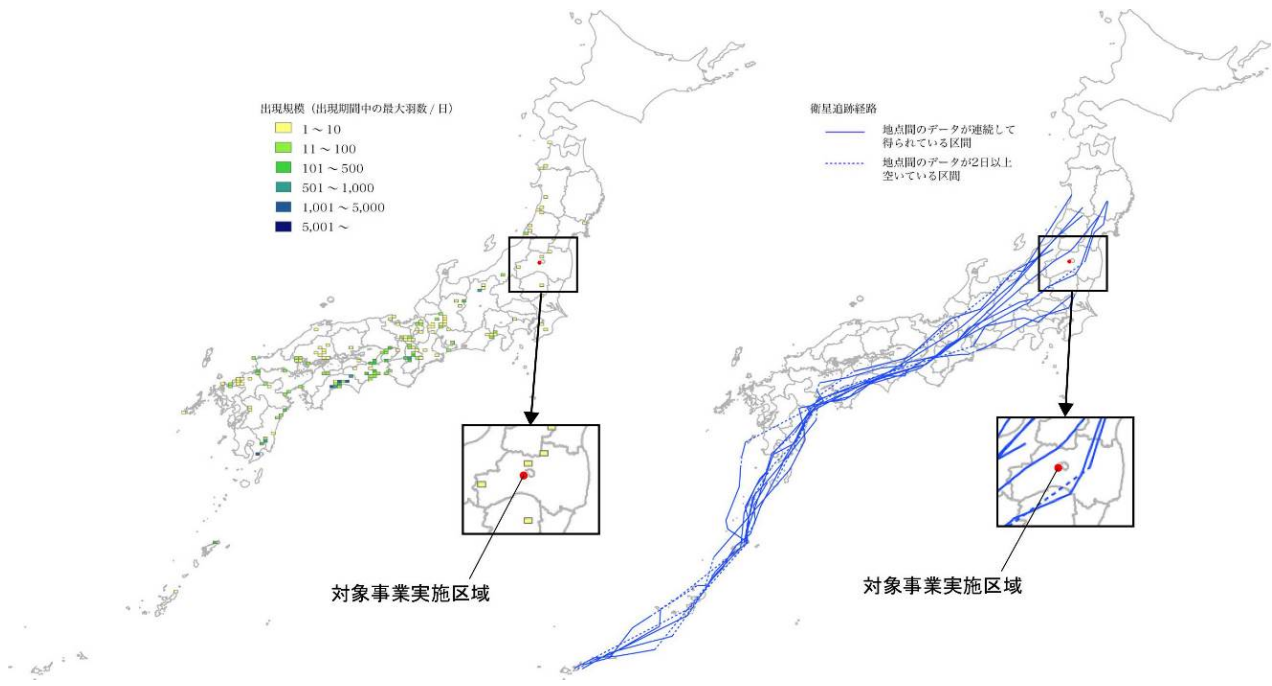 出現規模（出現期間中の最大羽数/日）
1～10
11～100
101～500
501～1,000
1,001～5,000
5,001～
対象事業実施区域
衛星追跡経路
地点間のデータが連続して
得られている区間
地点間のデータが2日以上
空いている区間
対象事業実施区域